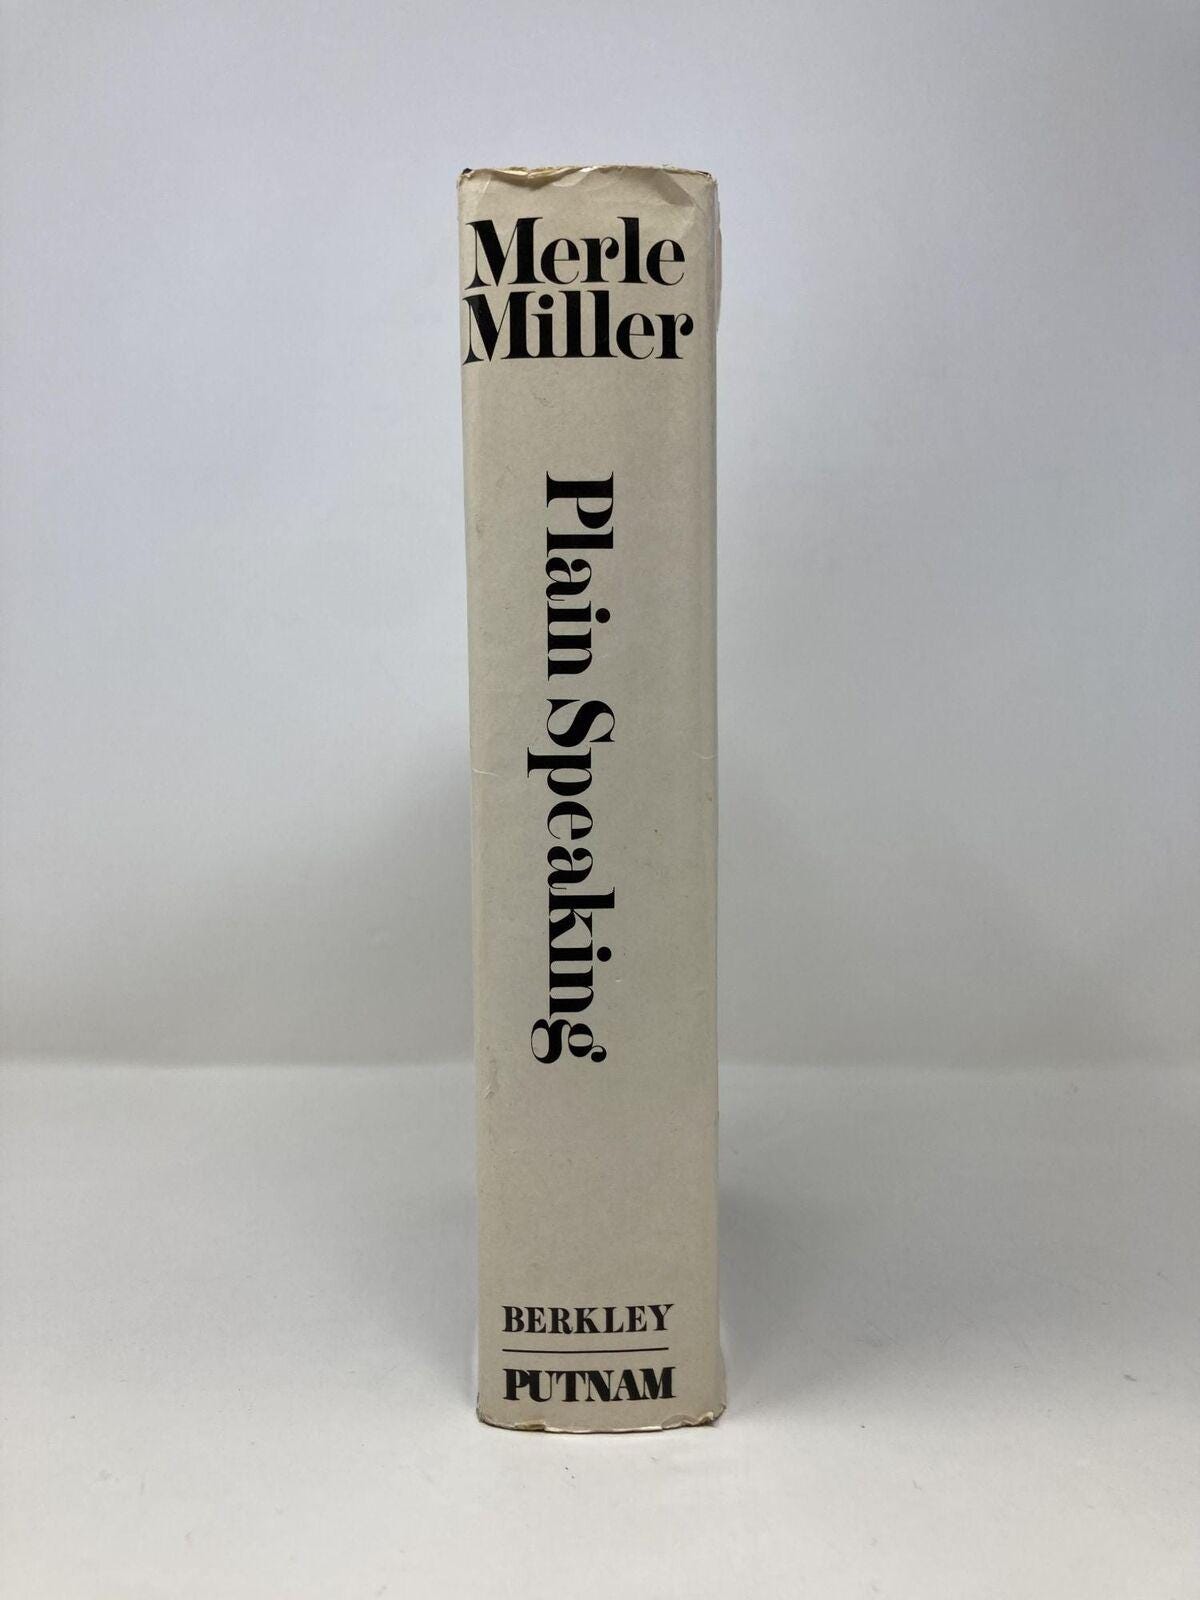 Merle
Miller
Plain Speaking
BERKLEY
PUTNAM